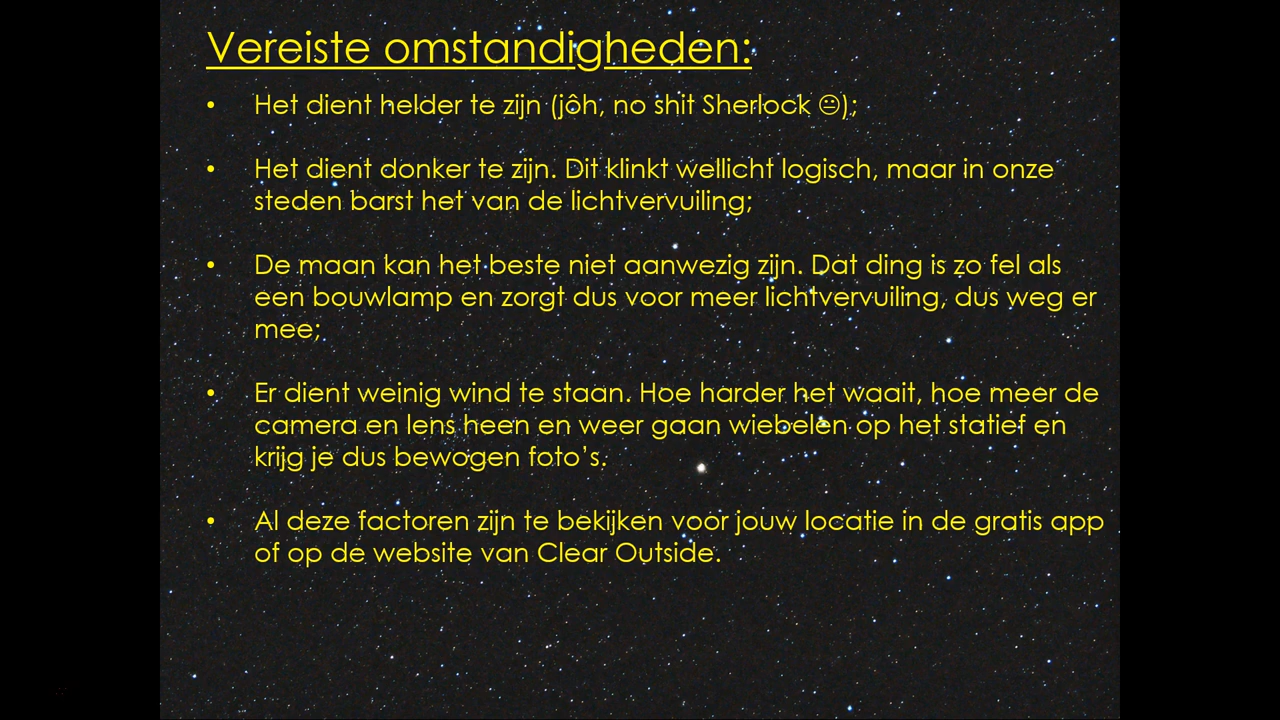 Vereiste omstandigheden:
• Het dient helder te zijn (jôh, no shit Sherlock 😐);
• Het dient donker te zijn. Dit klinkt wellicht logisch, maar in onze
steden barst het van de lichtvervuiling;
• De maan kan het beste niet aanwezig zijn. Dat ding is zo fel als
een bouwlamp en zorgt dus voor meer lichtvervuiling, dus weg er
mee;
• Er dient weinig wind te staan. Hoe harder het waait, hoe meer de
camera en lens heen en weer gaan wiebelen op het statief en
krijg je dus bewogen foto's.
• Al deze factoren zijn te bekijken voor jouw locatie in de gratis app
of op de website van Clear Outside.